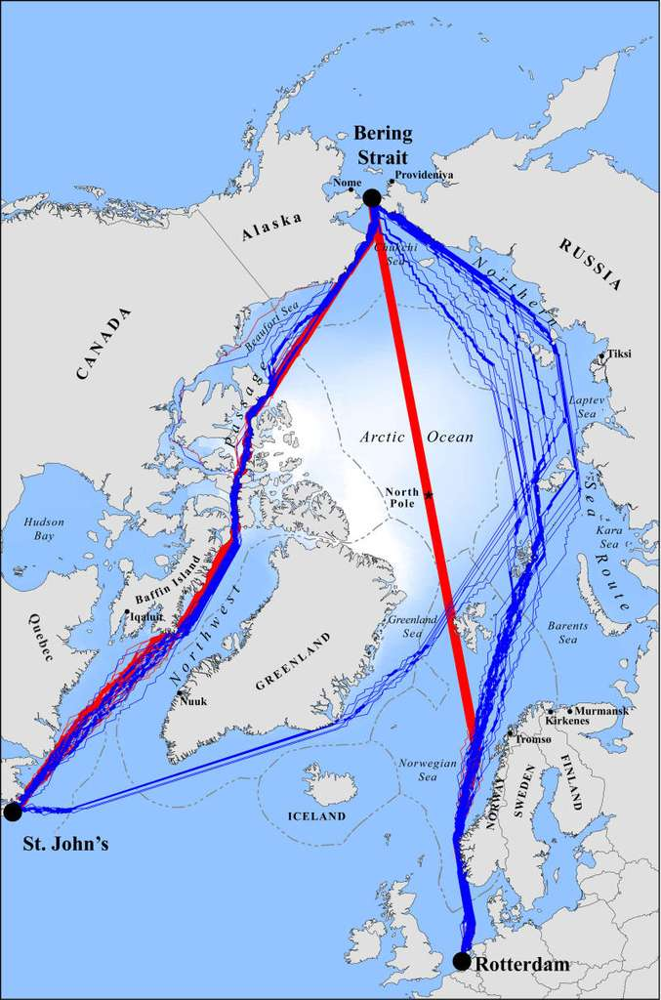 Bering
Strait
Nome
Provideniya
Alaska
Chukchi
Sea
RUSSIA
Northern
Sea
Route
CANADA
Beaufort Sea
Passage
Tiksi
Laptev
Sea
Arctic Ocean
North
Pole
Hudson
Bay
Kara
Sea
Baffin Island
Iqaluit
Northwest
Quebec
Greenland
Sea
Barents
Sea
GREENLAND
Nuuk
Murmansk
Kirkenes
Tromsø
Norwegian
Sea
NORWAY
SWEDEN
FINLAND
ICELAND
St. John's
Rotterdam